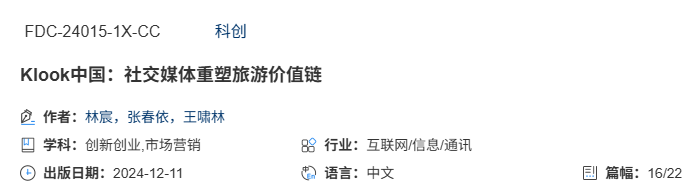 FDC-24015-1X-CC 科创
Klook中国：社交媒体重塑旅游价值链
作者：林宸，张春依，王啸林
学科：创新创业,市场营销 行业：互联网/信息/通讯
出版日期：2024-12-11 语言：中文 篇幅：16/22